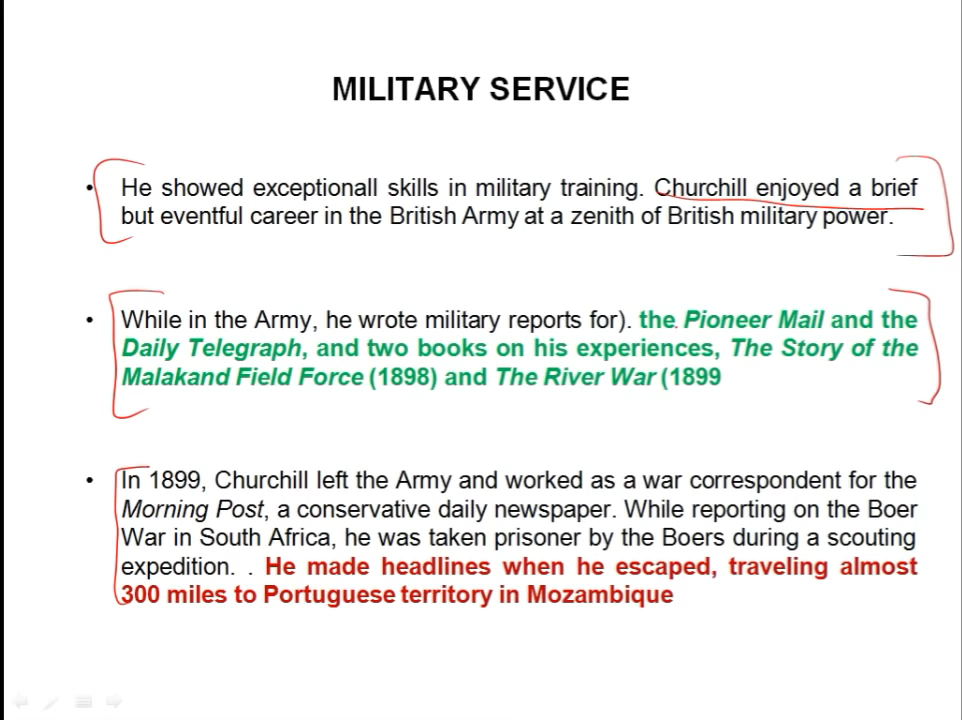 MILITARY SERVICE
• He showed exceptionall skills in military training. Churchill enjoyed a brief
but eventful career in the British Army at a zenith of British military power.
• While in the Army, he wrote military reports for). the Pioneer Mail and the
Daily Telegraph, and two books on his experiences, The Story of the
Malakand Field Force (1898) and The River War (1899
• In 1899, Churchill left the Army and worked as a war correspondent for the
Morning Post, a conservative daily newspaper. While reporting on the Boer
War in South Africa, he was taken prisoner by the Boers during a scouting
expedition. . He made headlines when he escaped, traveling almost
300 miles to Portuguese territory in Mozambique